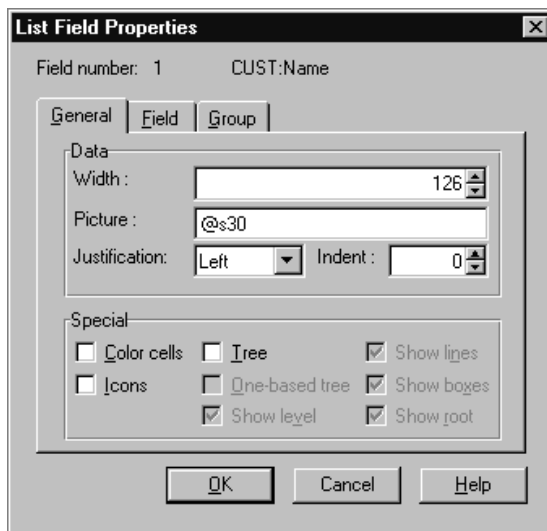 List Field Properties
Field number: 1 CUST:Name
General Field Group
Data
Width : 126
Picture : @s30
Justification: Left Indent : 0
Special
Color cells Tree Show lines
Icons One-based tree Show boxes
Show level Show root
OK Cancel Help